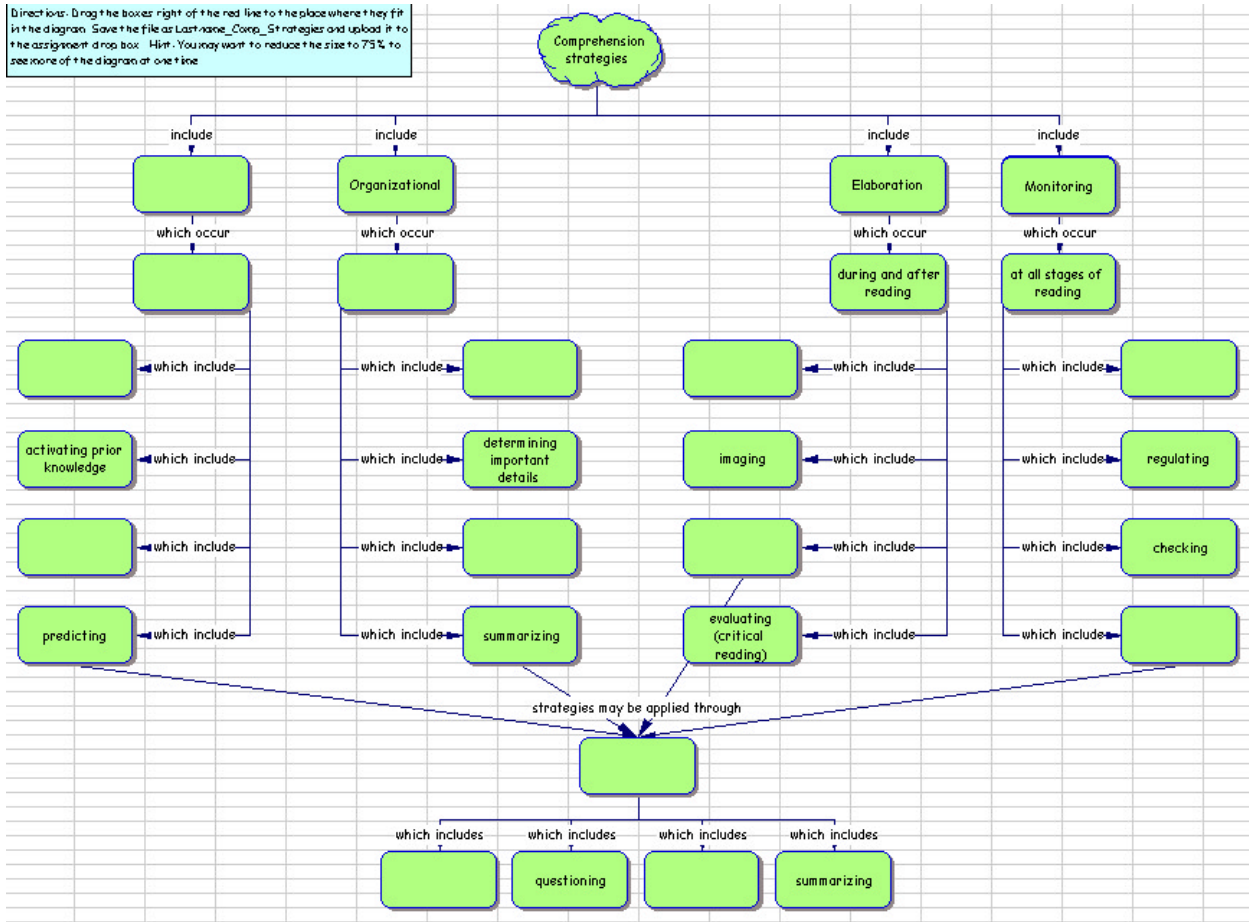 Directions: Drag the boxes right of the red line to the place where they fit
in the diagram. Save the file as Lastname_Comp_Strategies and upload it to
the assignment drop box. Hint: You may want to reduce the size to 75% to
see more of the diagram at one time
Comprehension
strategies
include
include
include
include
Organizational
Elaboration
Monitoring
which occur
which occur
which occur
which occur
during and after
reading
at all stages of
reading
which include
which include
which include
which include
activating prior
knowledge
which include
which include
determining
important
details
imaging
which include
which include
regulating
which include
which include
which include
which include
checking
predicting
which include
which include
summarizing
evaluating
(critical
reading)
which include
which include
strategies may be applied through
which includes
which includes
which includes
which includes
questioning
summarizing